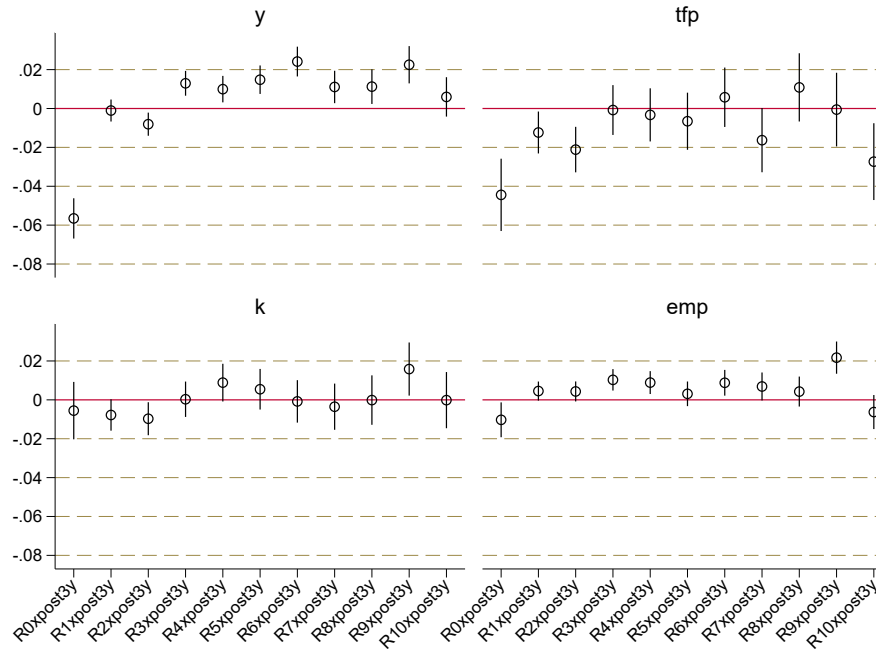 y
tfp
.02
0
-.02
-.04
-.06
-.08
k
emp
.02
0
-.02
-.04
-.06
-.08
R0xpost3y
R1xpost3y
R2xpost3y
R3xpost3y
R4xpost3y
R5xpost3y
R6xpost3y
R7xpost3y
R8xpost3y
R9xpost3y
R10xpost3y
R0xpost3y
R1xpost3y
R2xpost3y
R3xpost3y
R4xpost3y
R5xpost3y
R6xpost3y
R7xpost3y
R8xpost3y
R9xpost3y
R10xpost3y